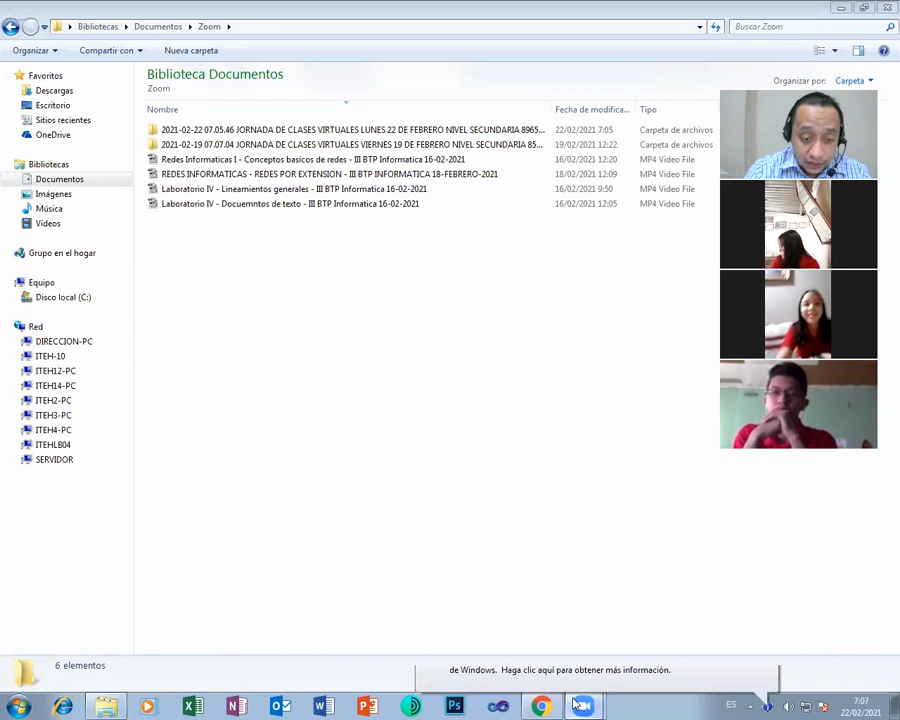 Bibliotecas ▸ Documentos ▸ Zoom ▸
Buscar Zoom
Organizar ▾ Compartir con ▾ Nueva carpeta
Favoritos
Descargas
Escritorio
Sitios recientes
OneDrive
Bibliotecas
Documentos
Imágenes
Música
Vídeos
Grupo en el hogar
Equipo
Disco local (C:)
Red
DIRECCION-PC
ITEH-10
ITEH12-PC
ITEH14-PC
ITEH2-PC
ITEH3-PC
ITEH4-PC
ITEHLB04
SERVIDOR
Biblioteca Documentos
Zoom
Organizar por: Carpeta ▾
Nombre Fecha de modifica... Tipo
2021-02-22 07.05.46 JORNADA DE CLASES VIRTUALES LUNES 22 DE FEBRERO NIVEL SECUNDARIA 8965... 22/02/2021 7:05 Carpeta de archivos
2021-02-19 07.07.04 JORNADA DE CLASES VIRTUALES VIERNES 19 DE FEBRERO NIVEL SECUNDARIA 85... 19/02/2021 12:22 Carpeta de archivos
Redes Informaticas I - Conceptos basicos de redes - III BTP Informatica 16-02-2021 16/02/2021 12:20 MP4 Video File
REDES INFORMATICAS - REDES POR EXTENSION - III BTP INFORMATICA 18-FEBRERO-2021 18/02/2021 12:09 MP4 Video File
Laboratorio IV - Lineamientos generales - III BTP Informatica 16-02-2021 16/02/2021 9:50 MP4 Video File
Laboratorio IV - Docuemntos de texto - III BTP Informatica 16-02-2021 16/02/2021 12:05 MP4 Video File
6 elementos
de Windows. Haga clic aquí para obtener más información.
ES
7:07
22/02/2021